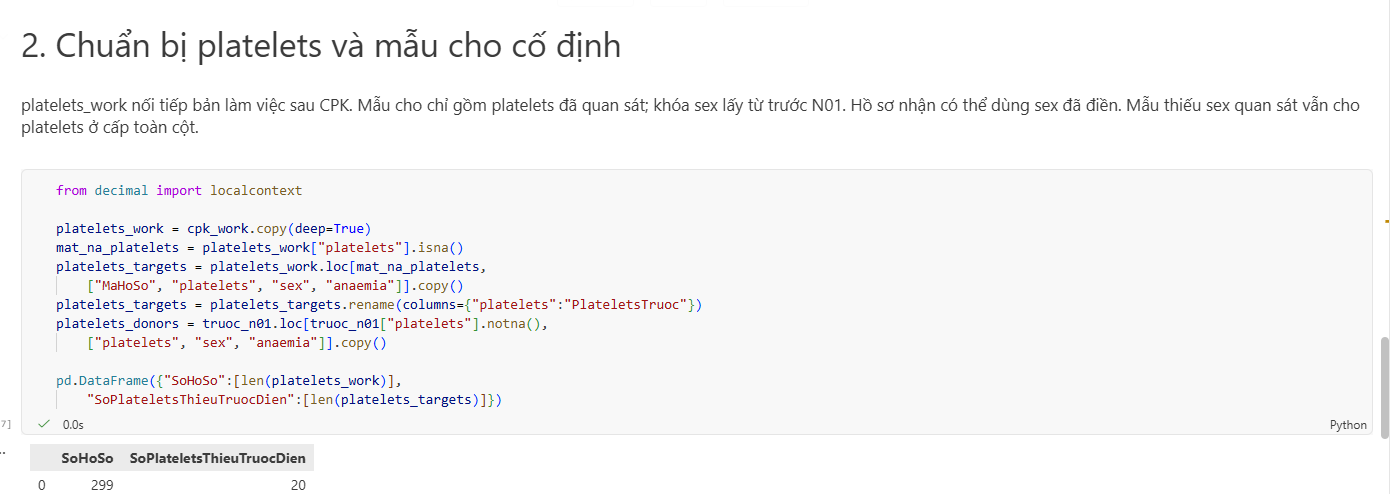 2. Chuẩn bị platelets và mẫu cho cố định
platelets_work nối tiếp bản làm việc sau CPK. Mẫu cho chỉ gồm platelets đã quan sát; khóa sex lấy từ trước N01. Hồ sơ nhận có thể dùng sex đã điền. Mẫu thiếu sex quan sát vẫn cho
platelets ở cấp toàn cột.
from decimal import localcontext
platelets_work = cpk_work.copy(deep=True)
mat_na_platelets = platelets_work["platelets"].isna()
platelets_targets = platelets_work.loc[mat_na_platelets,
["MaHoSo", "platelets", "sex", "anaemia"]].copy()
platelets_targets = platelets_targets.rename(columns={"platelets":"PlateletsTruoc"})
platelets_donors = truoc_n01.loc[truoc_n01["platelets"].notna(),
["platelets", "sex", "anaemia"]].copy()
pd.DataFrame({"SoHoSo":[len(platelets_work)],
"SoPlateletsThieuTruocDien":[len(platelets_targets)]})
7] 0.0s Python
SoHoSo SoPlateletsThieuTruocDien
0 299 20